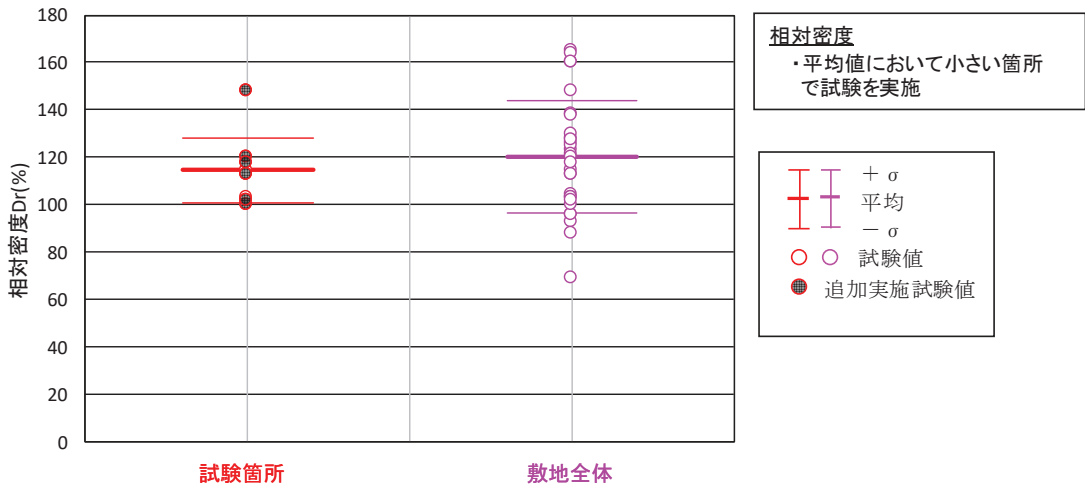 180
160
140
120
100
80
60
40
20
0
相対密度Dr(%)
試験箇所
敷地全体
相対密度
・平均値において小さい箇所
で試験を実施
+σ
平均
−σ
試験値
追加実施試験値